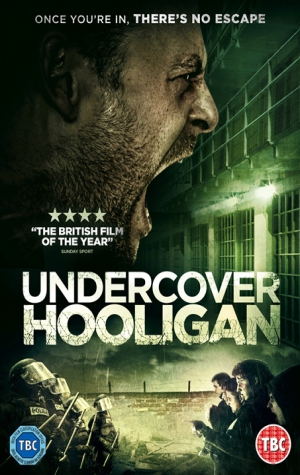 ONCE YOU'RE IN, THERE'S NO ESCAPE
"THE BRITISH FILM
OF THE YEAR"
SUNDAY SPORT
UNDERCOVER
HOOLIGAN
POLICE
TBC
TBC